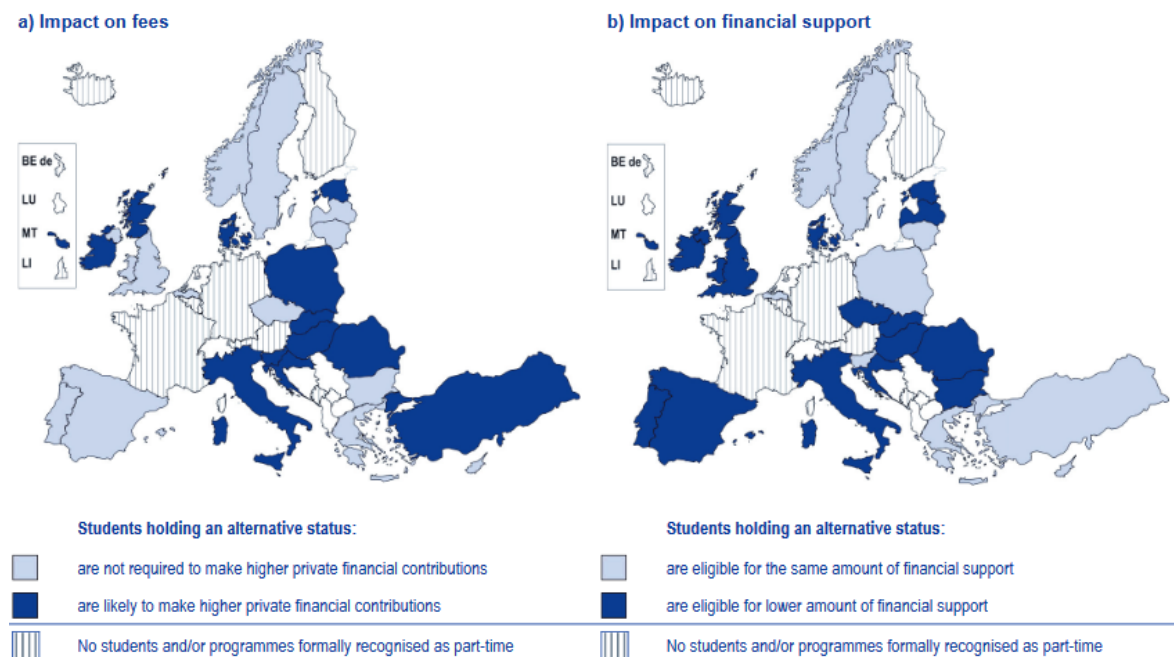 a) Impact on fees
b) Impact on financial support
BE de
LU
MT
LI
BE de
LU
MT
LI
Students holding an alternative status:
are not required to make higher private financial contributions
are likely to make higher private financial contributions
No students and/or programmes formally recognised as part-time
Students holding an alternative status:
are eligible for the same amount of financial support
are eligible for lower amount of financial support
No students and/or programmes formally recognised as part-time